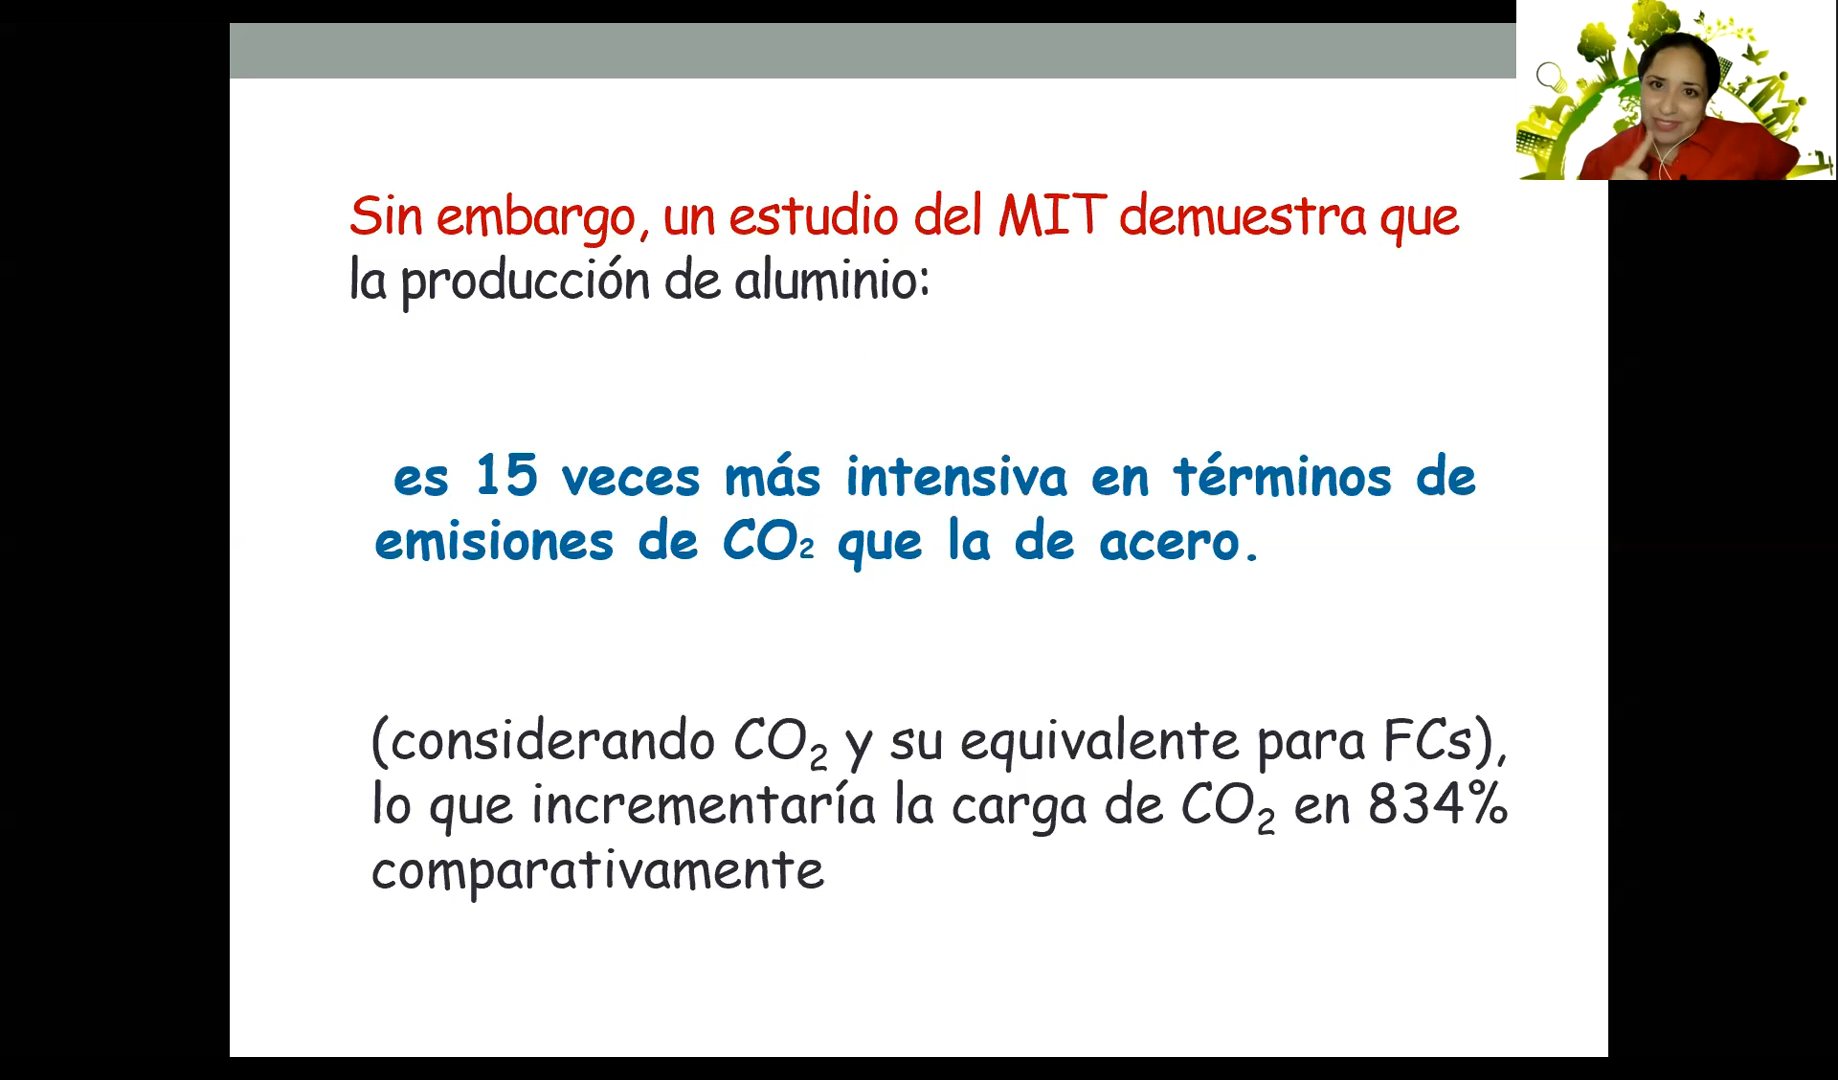 Sin embargo, un estudio del MIT demuestra que
la producción de aluminio:
es 15 veces más intensiva en términos de
emisiones de CO₂ que la de acero.
(considerando CO₂ y su equivalente para FCs),
lo que incrementaría la carga de CO₂ en 834%
comparativamente